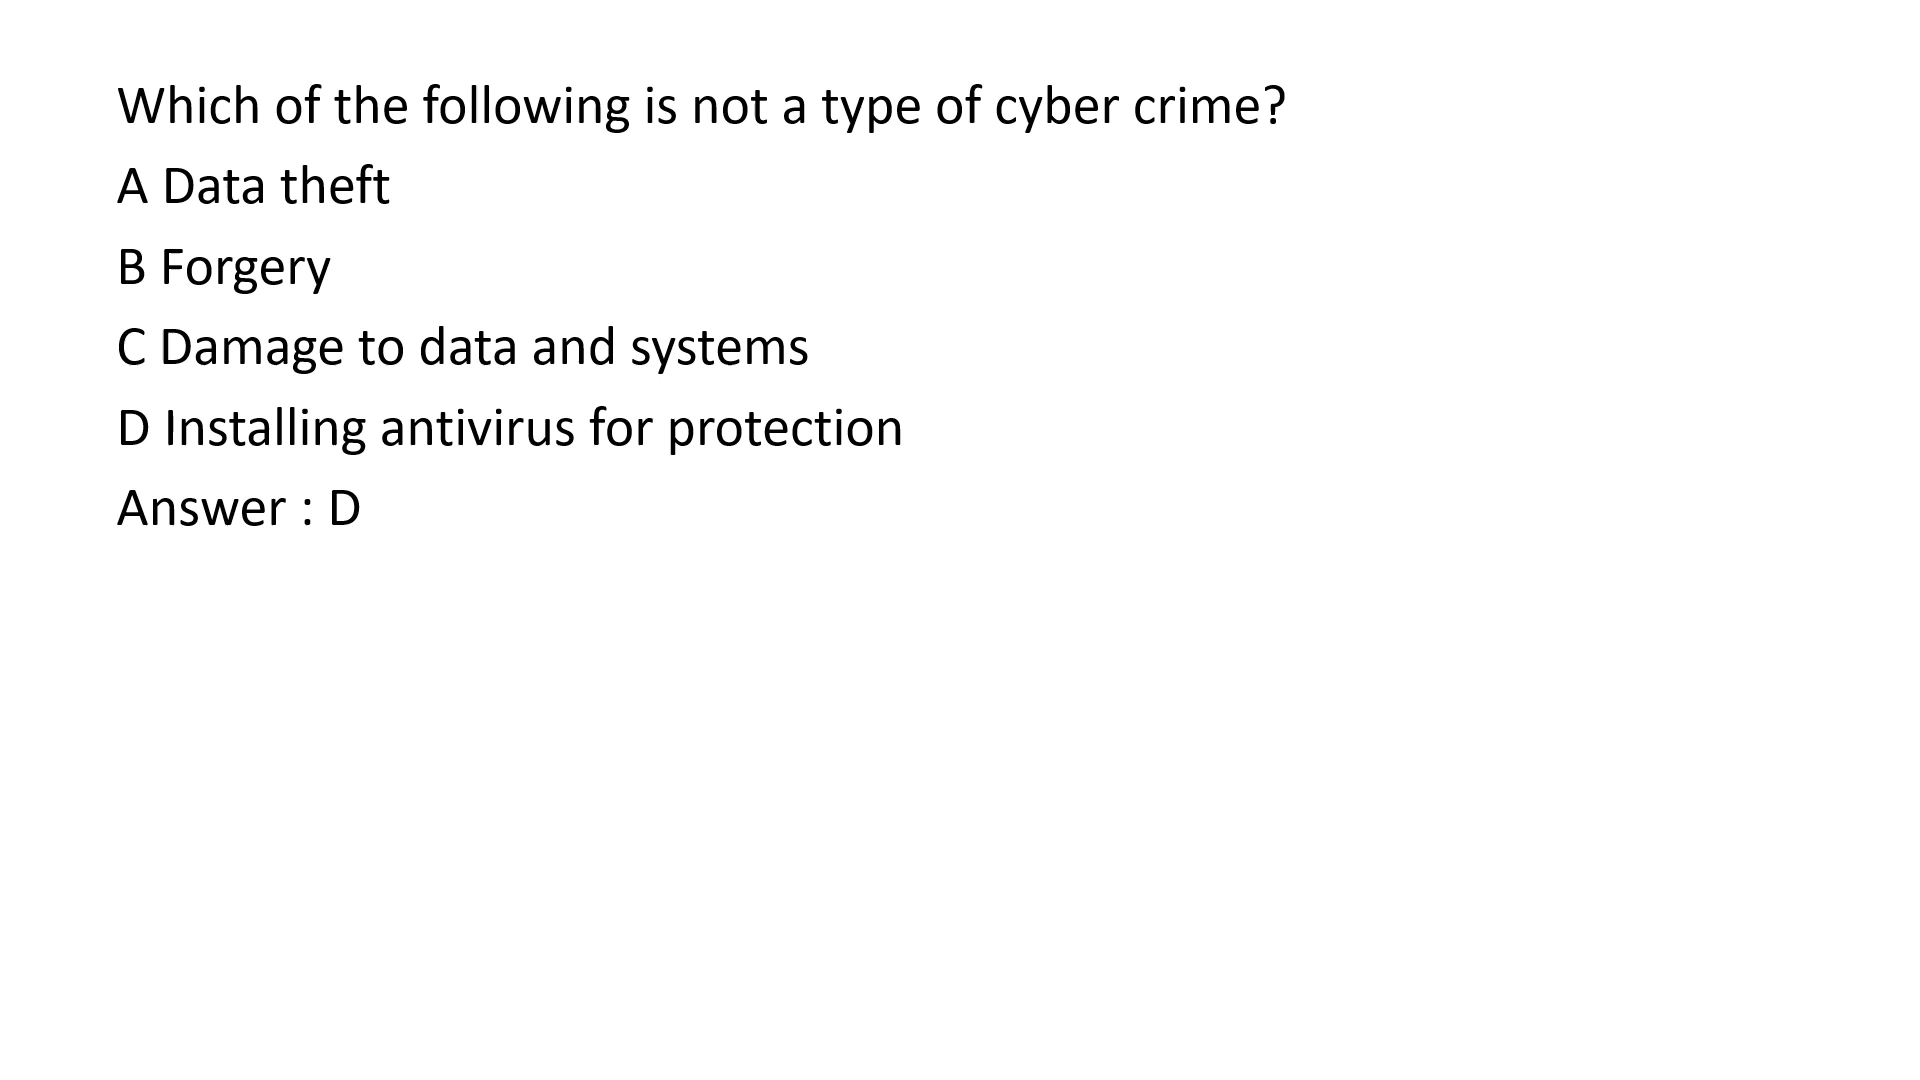 Which of the following is not a type of cyber crime?
A Data theft
B Forgery
C Damage to data and systems
D Installing antivirus for protection
Answer : D